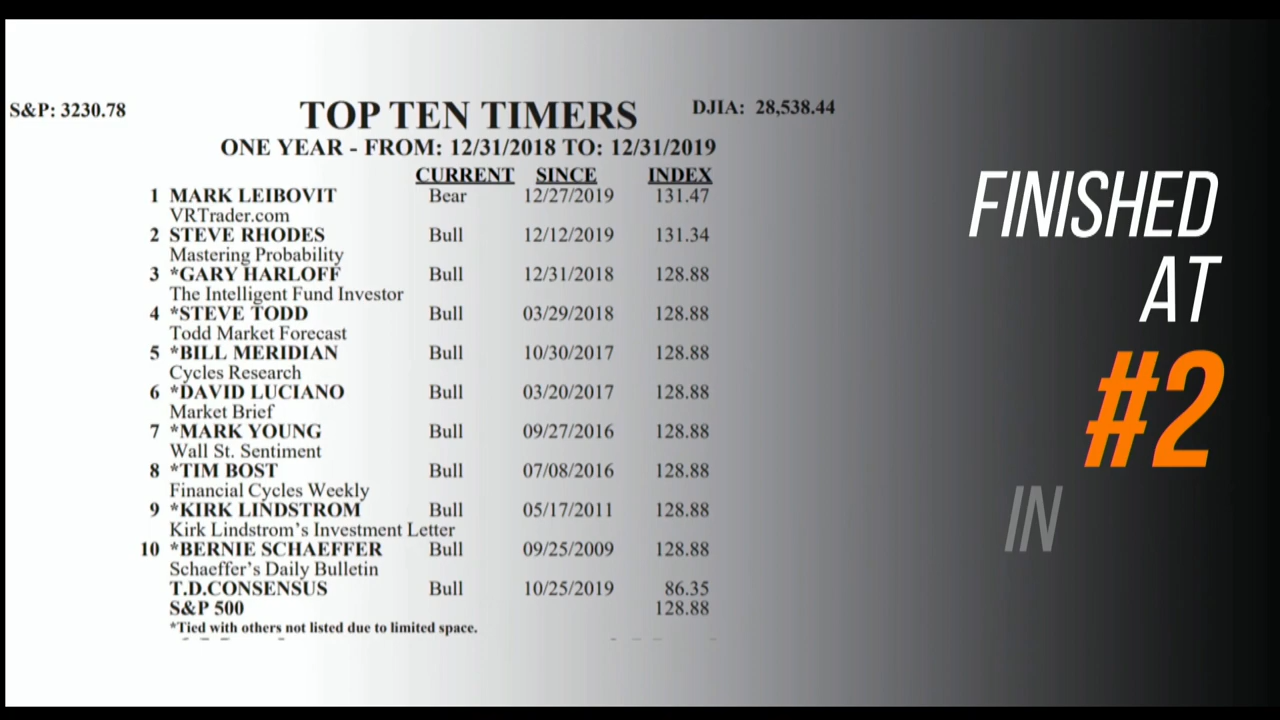 S&P: 3230.78
TOP TEN TIMERS
DJIA: 28,538.44
ONE YEAR - FROM: 12/31/2018 TO: 12/31/2019
CURRENT SINCE INDEX
1 MARK LEIBOVIT Bear 12/27/2019 131.47
VRTrader.com
2 STEVE RHODES Bull 12/12/2019 131.34
Mastering Probability
3 *GARY HARLOFF Bull 12/31/2018 128.88
The Intelligent Fund Investor
4 *STEVE TODD Bull 03/29/2018 128.88
Todd Market Forecast
5 *BILL MERIDIAN Bull 10/30/2017 128.88
Cycles Research
6 *DAVID LUCIANO Bull 03/20/2017 128.88
Market Brief
7 *MARK YOUNG Bull 09/27/2016 128.88
Wall St. Sentiment
8 *TIM BOST Bull 07/08/2016 128.88
Financial Cycles Weekly
9 *KIRK LINDSTROM Bull 05/17/2011 128.88
Kirk Lindstrom's Investment Letter
10 *BERNIE SCHAEFFER Bull 09/25/2009 128.88
Schaeffer's Daily Bulletin
T.D.CONSENSUS Bull 10/25/2019 86.35
S&P 500 128.88
*Tied with others not listed due to limited space.
FINISHED
AT
#2
IN